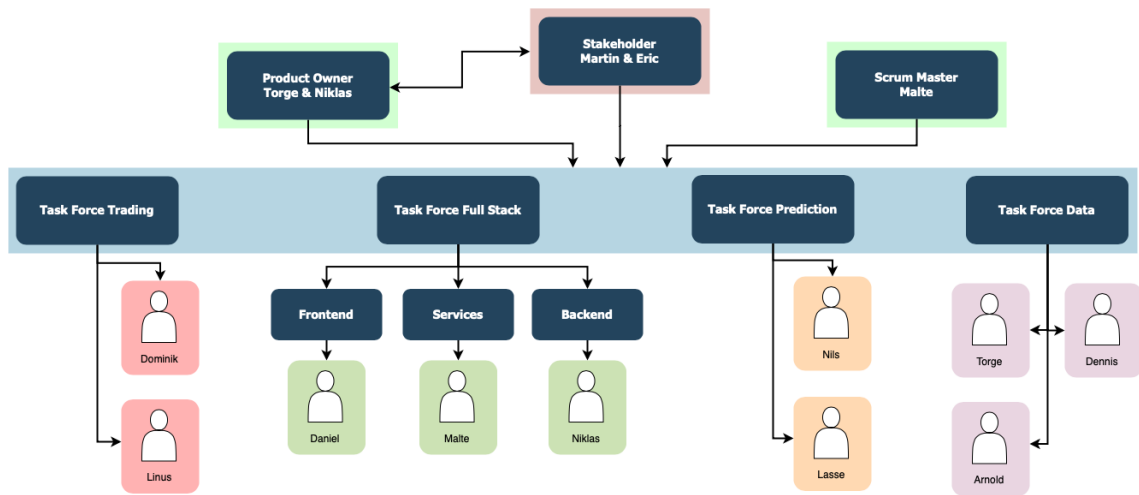 Stakeholder
Martin & Eric
Product Owner
Torge & Niklas
Scrum Master
Malte
Task Force Trading
Task Force Full Stack
Task Force Prediction
Task Force Data
Frontend
Services
Backend
Dominik
Nils
Torge
Dennis
Daniel
Malte
Niklas
Linus
Lasse
Arnold